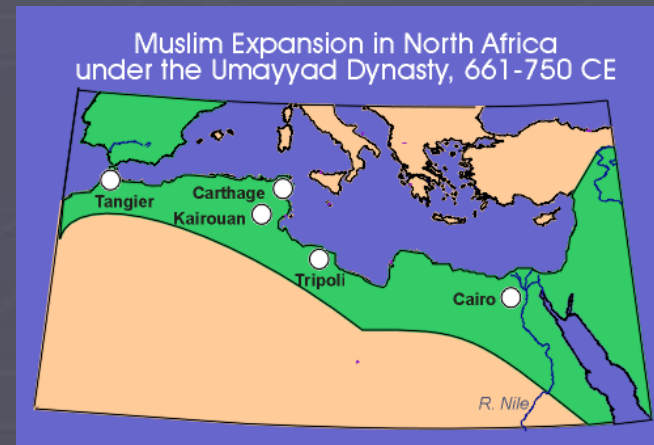 Muslim Expansion in North Africa
under the Umayyad Dynasty, 661-750 CE
Tangier
Carthage
Kairouan
Tripoli
Cairo
R. Nile